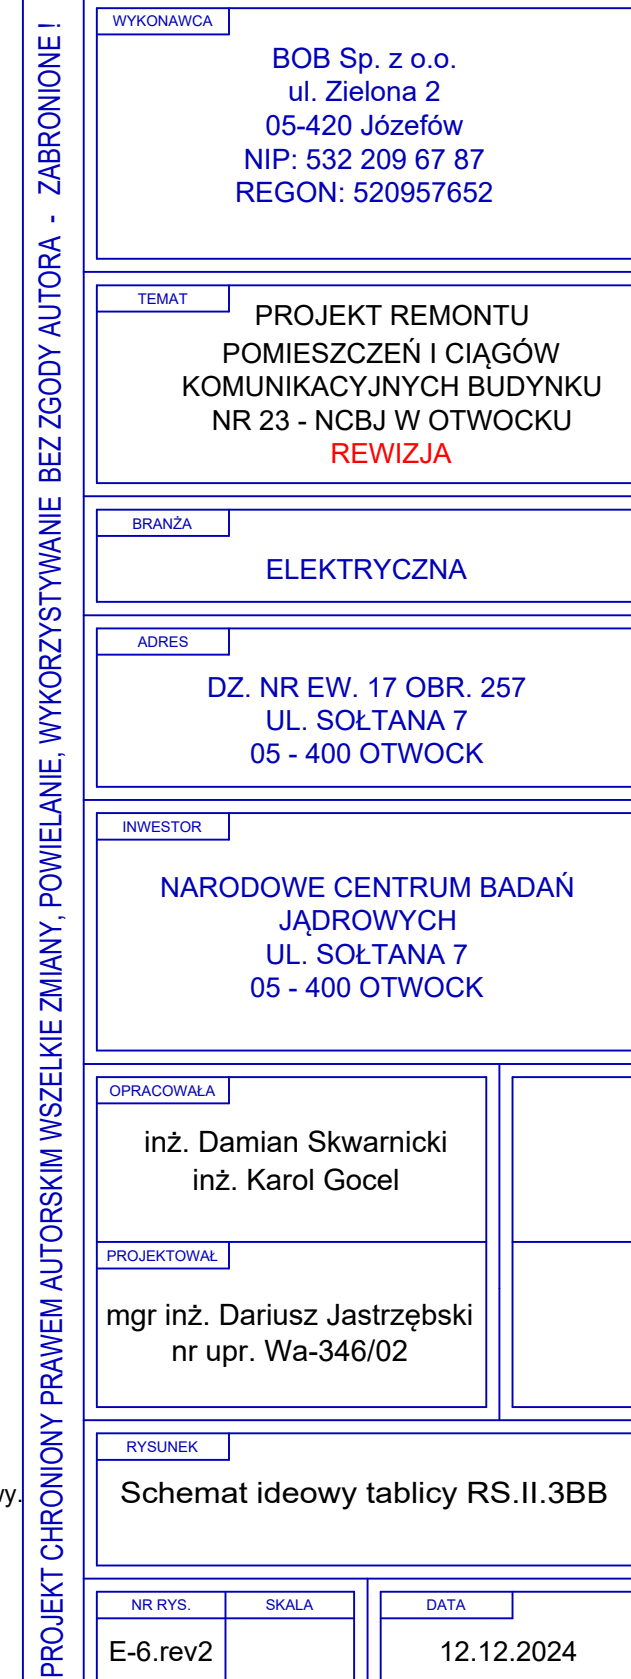 PROJEKT CHRONIONY PRAWEM AUTORSKIM WSZELKIE ZMIANY, POWIELANIE, WYKORZYSTYWANIE BEZ ZGODY AUTORA - ZABRONIONE !
WYKONAWCA
BOB Sp. z o.o.
ul. Zielona 2
05-420 Józefów
NIP: 532 209 67 87
REGON: 520957652
TEMAT
PROJEKT REMONTU
POMIESZCZEŃ I CIĄGÓW
KOMUNIKACYJNYCH BUDYNKU
NR 23 - NCBJ W OTWOCKU
REWIZJA
BRANŻA
ELEKTRYCZNA
ADRES
DZ. NR EW. 17 OBR. 257
UL. SOŁTANA 7
05 - 400 OTWOCK
INWESTOR
NARODOWE CENTRUM BADAŃ
JĄDROWYCH
UL. SOŁTANA 7
05 - 400 OTWOCK
OPRACOWAŁA
inż. Damian Skwarnicki
inż. Karol Gocel
PROJEKTOWAŁ
mgr inż. Dariusz Jastrzębski
nr upr. Wa-346/02
RYSUNEK
Schemat ideowy tablicy RS.II.3BB
NR RYS.
E-6.rev2
SKALA
DATA
12.12.2024